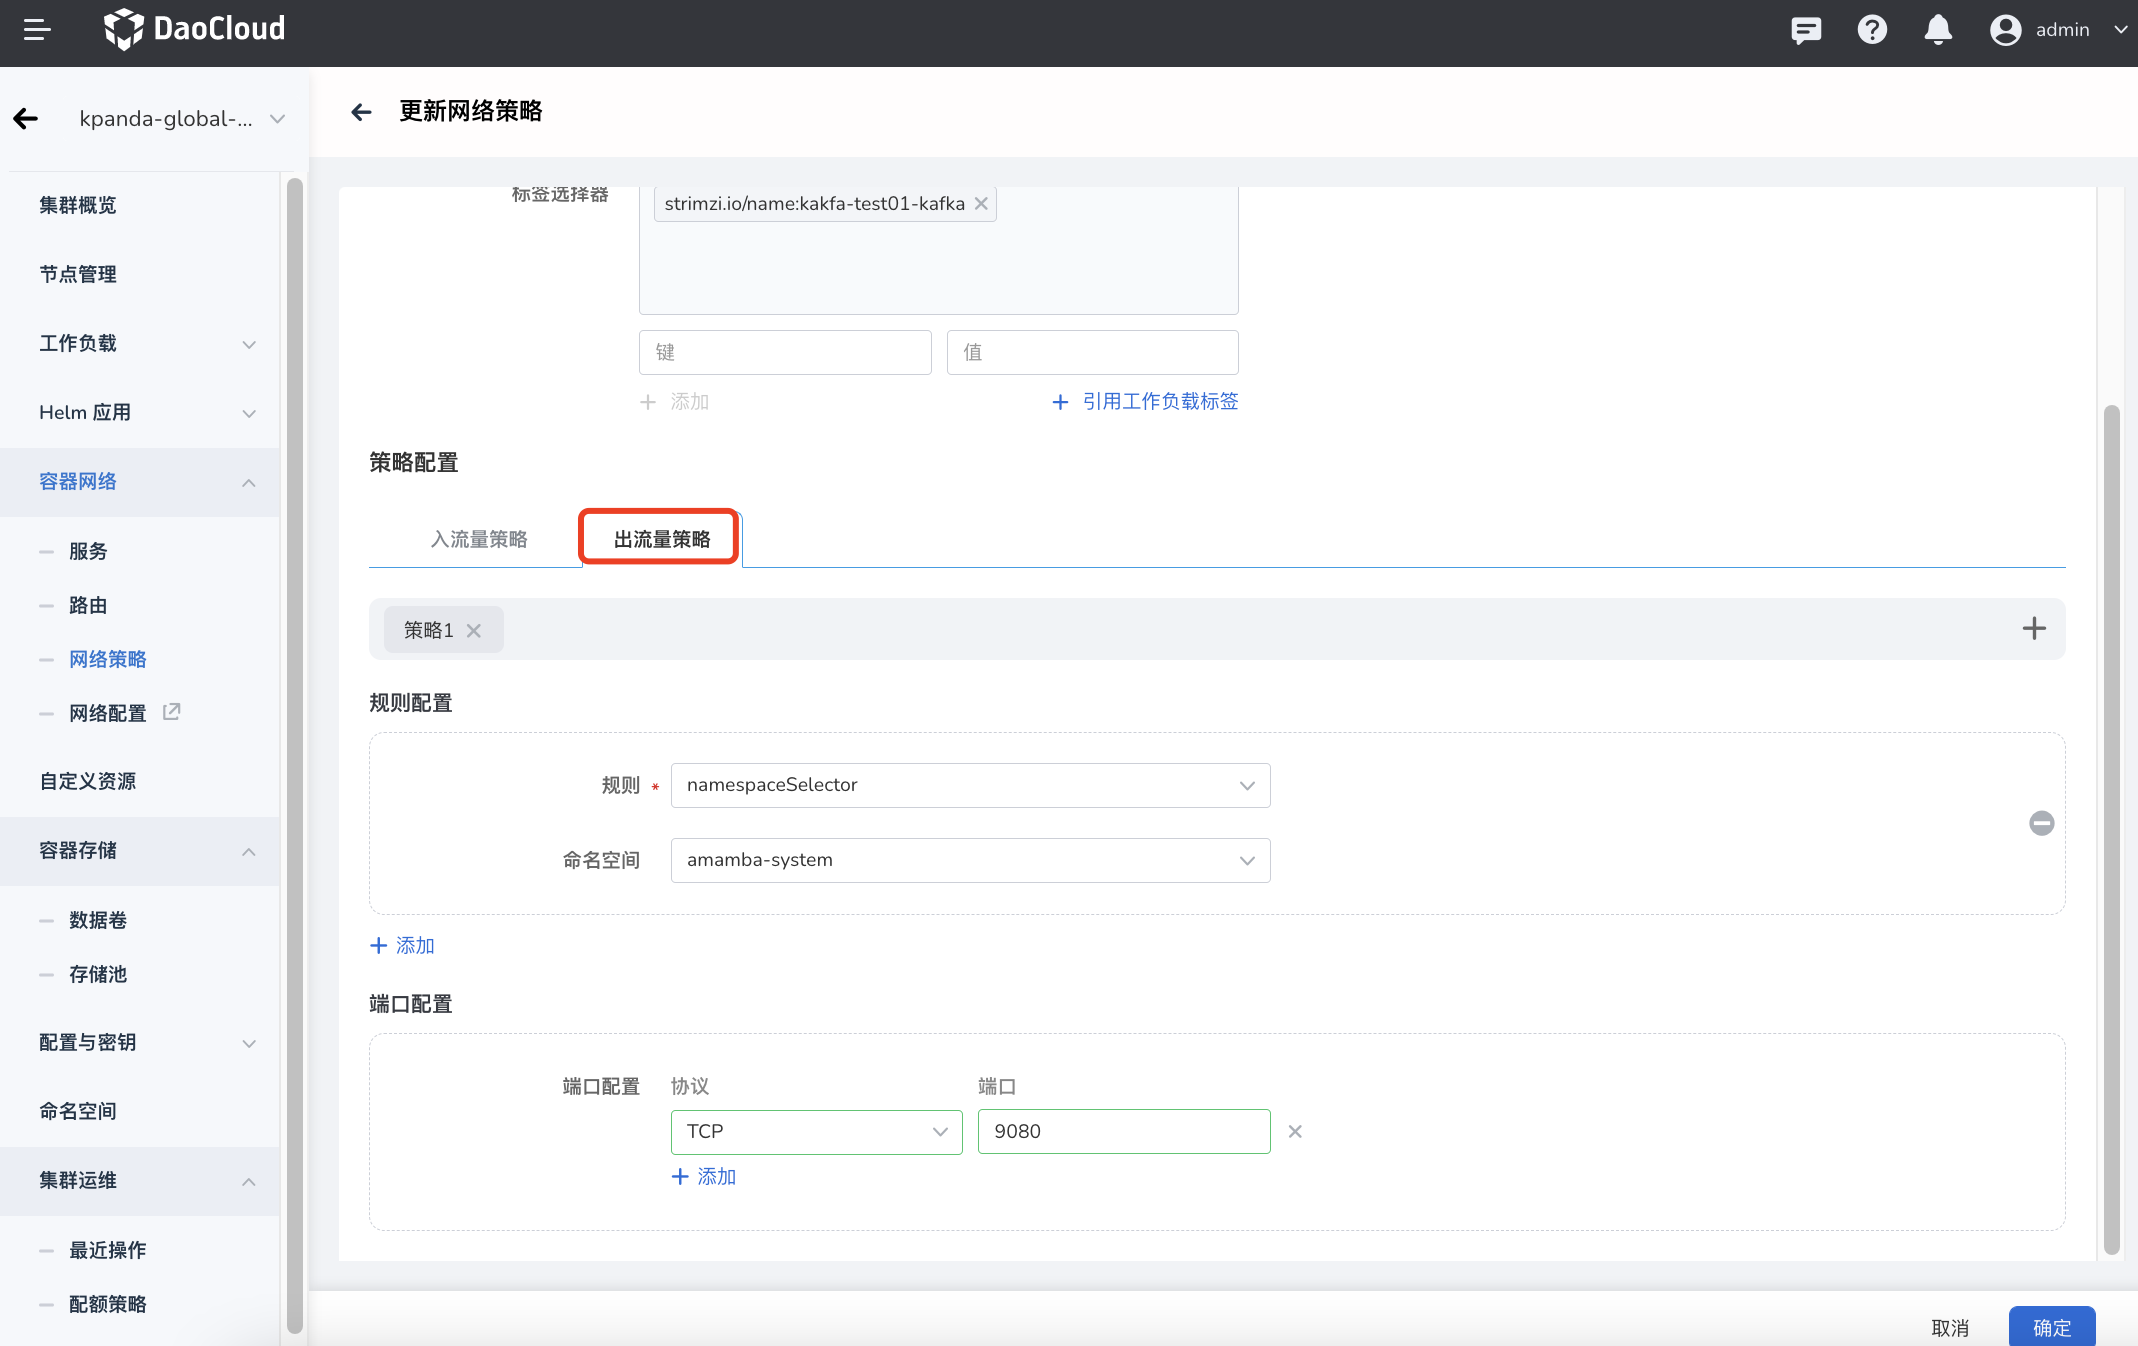 DaoCloud
admin
kpanda-global-...
集群概览
节点管理
工作负载
Helm 应用
容器网络
服务
路由
网络策略
网络配置
自定义资源
容器存储
数据卷
存储池
配置与密钥
命名空间
集群运维
最近操作
配额策略
更新网络策略
标签选择器
strimzi.io/name:kakfa-test01-kafka
键
值
添加
引用工作负载标签
策略配置
入流量策略
出流量策略
策略1
规则配置
规则 *
namespaceSelector
命名空间
amamba-system
添加
端口配置
端口配置
协议
端口
TCP
9080
添加
取消
确定